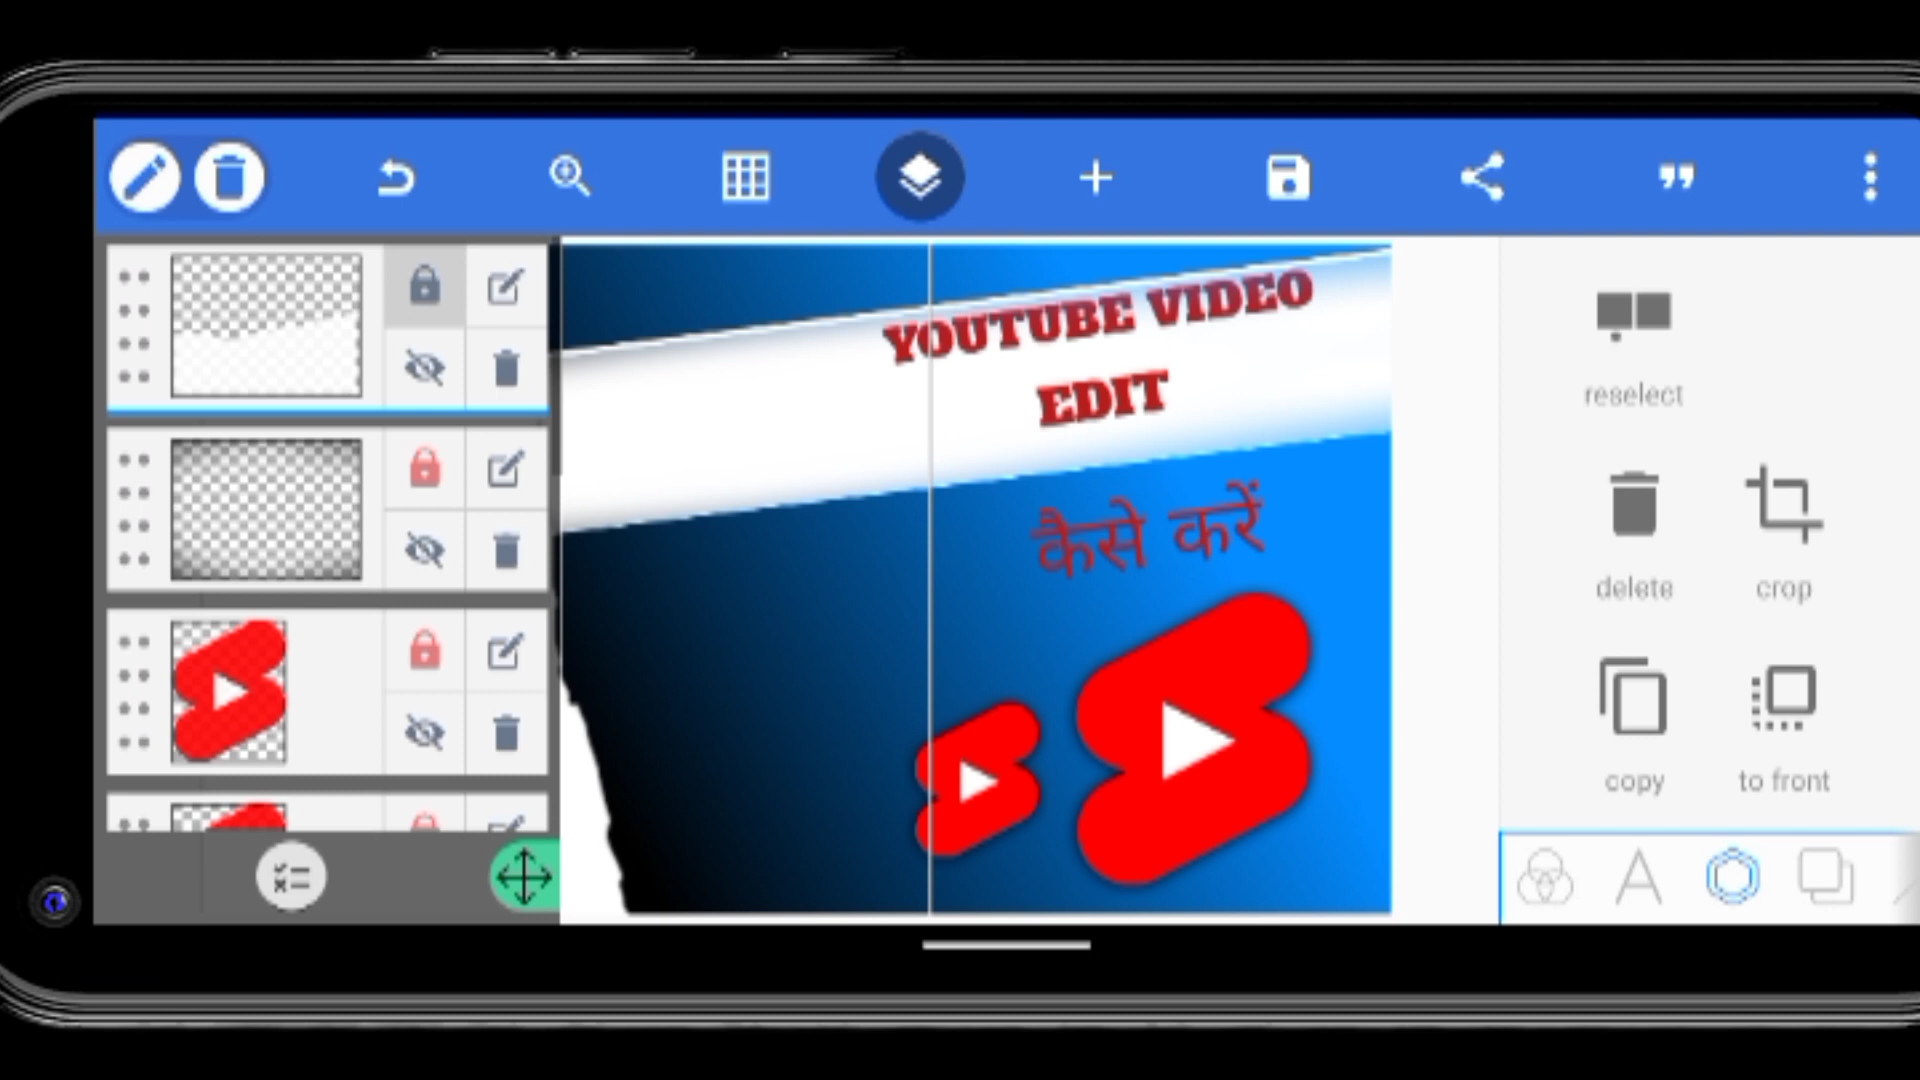 YOUTUBE VIDEO
EDIT
कैसे करें
reselect
delete crop
copy to front